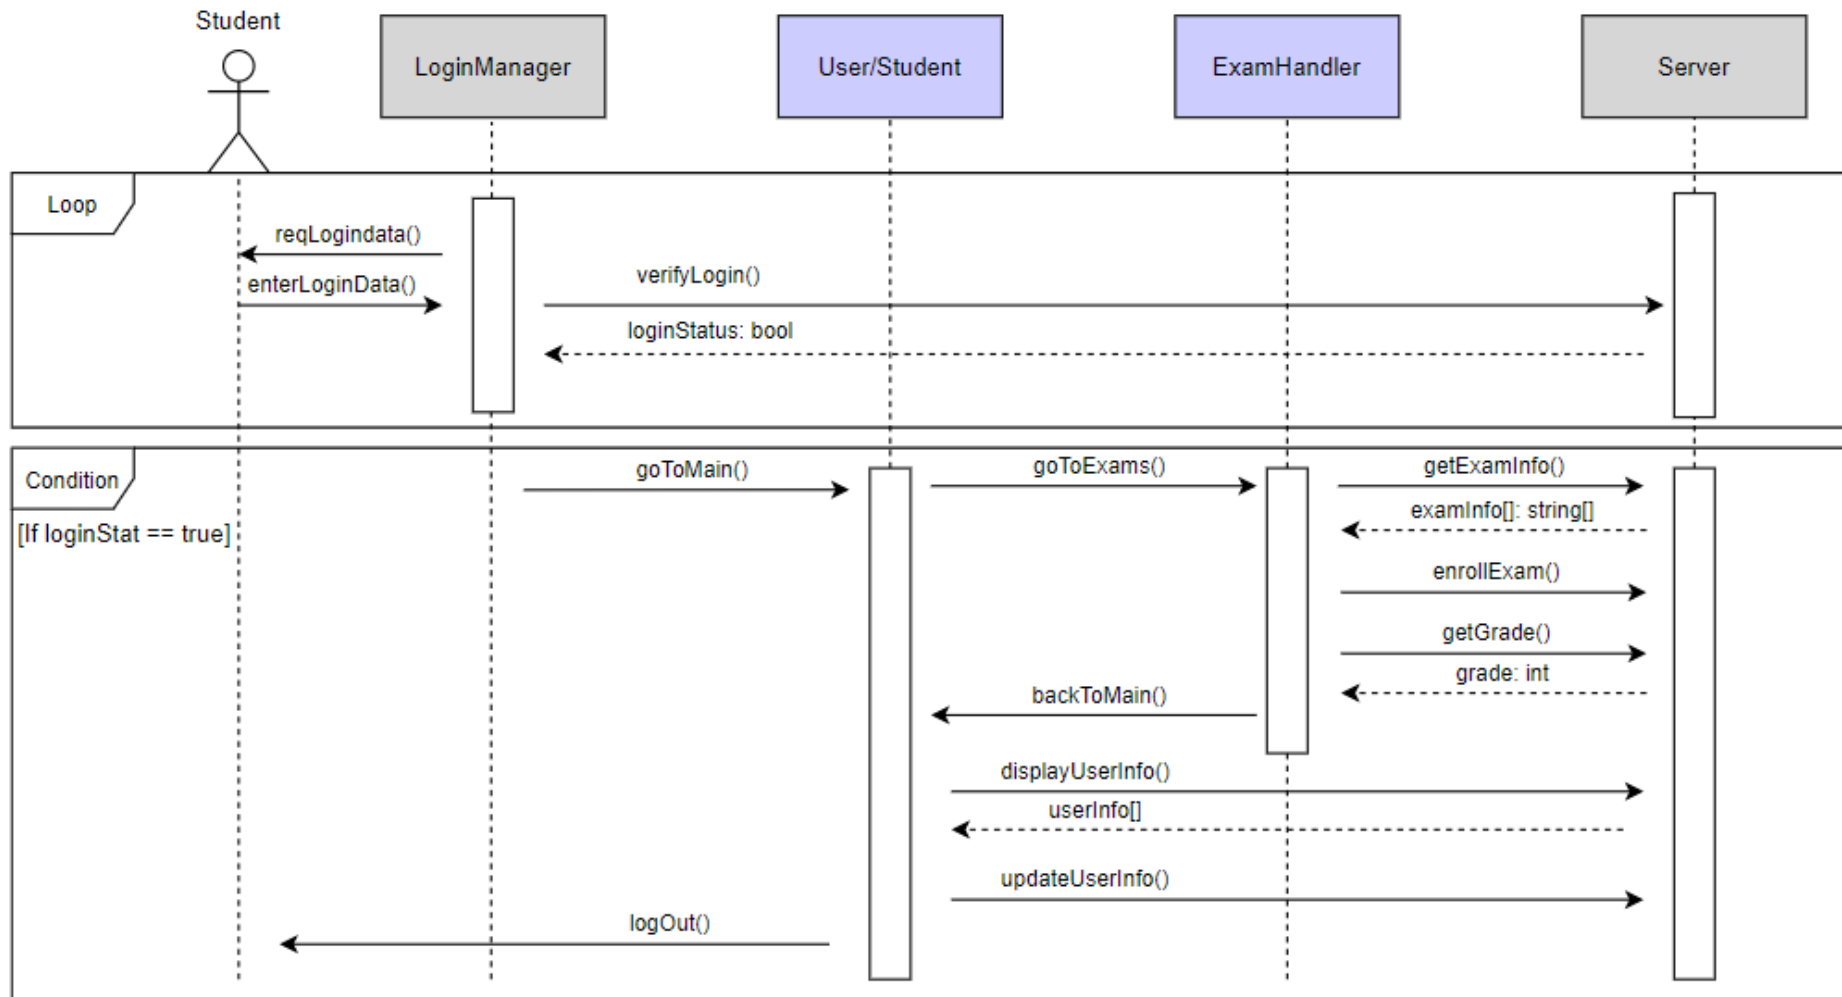 Student
LoginManager
User/Student
ExamHandler
Server
Loop
reqLogindata()
enterLoginData()
verifyLogin()
loginStatus: bool
Condition
[If loginStat == true]
goToMain()
goToExams()
getExamInfo()
examInfo[]: string[]
enrollExam()
getGrade()
grade: int
backToMain()
displayUserInfo()
userInfo[]
updateUserInfo()
logOut()